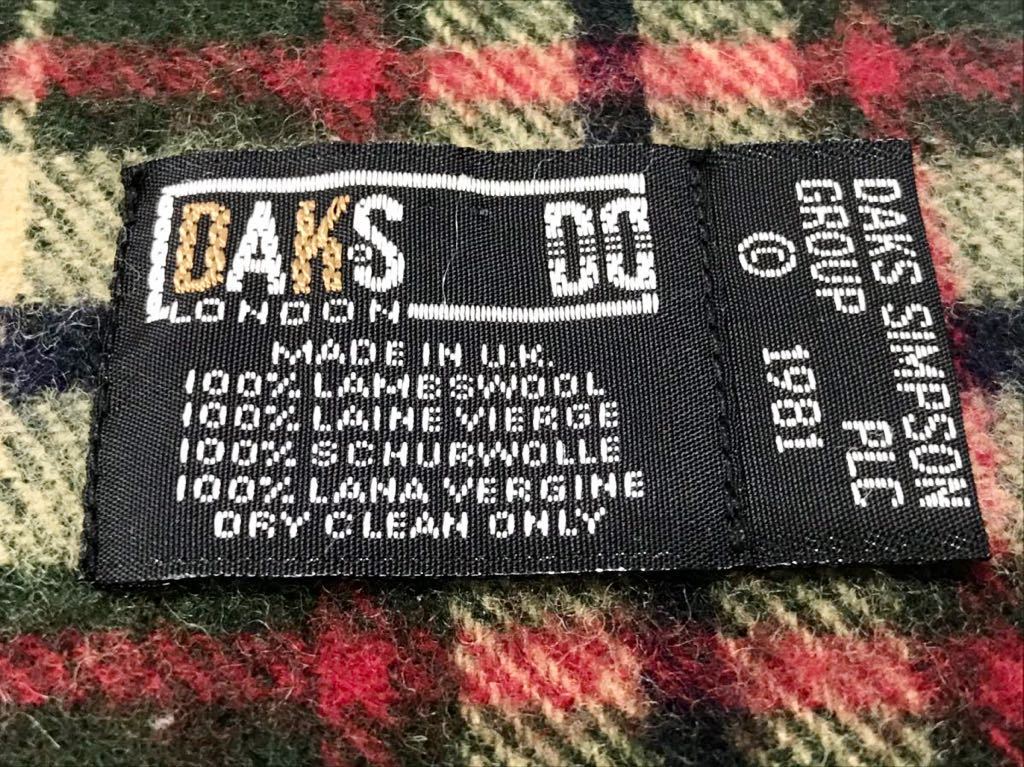 DAKS DD
LONDON
MADE IN U.K.
100% LAMBSWOOL
100% LAINE VIERGE
100% SCHURWOLLE
100% LANA VERGINE
DRY CLEAN ONLY
DAKS SIMPSON
GROUP PLC
© 1981